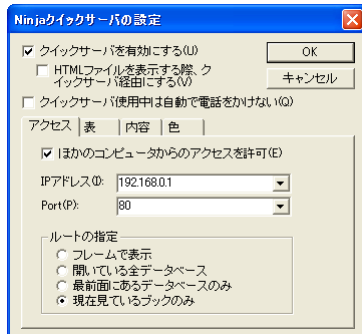 Ninjaクイックサーバの設定
クイックサーバを有効にする(U)
OK
HTMLファイルを表示する際、ク
イックサーバ経由にする(V)
キャンセル
クイックサーバ使用中は自動で電話をかけない(Q)
アクセス 表 内容 色
ほかのコンピュータからのアクセスを許可(E)
IPアドレス(I): 192.168.0.1
Port(P): 80
ルートの指定
フレームで表示
開いている全データベース
最前面にあるデータベースのみ
現在見ているブックのみ